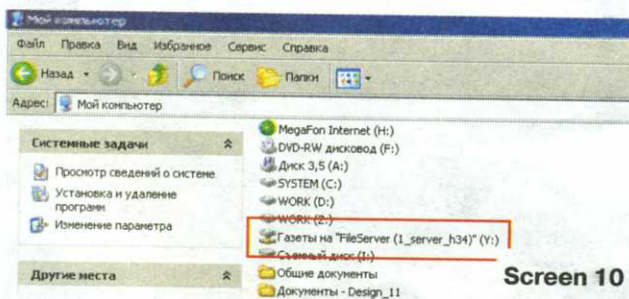 Мой компьютер
Файл Правка Вид Избранное Сервис Справка
Назад Поиск Папки
Адрес: Мой компьютер
Системные задачи
Просмотр сведений о системе
Установка и удаление программ
Изменение параметра
Другие места
MegaFon Internet (H:)
DVD-RW дисковод (F:)
Диск 3,5 (A:)
SYSTEM (C:)
WORK (D:)
WORK (Z:)
Газеты на "FileServer (1_server_h34)" (Y:)
Съемный диск (I:)
Общие документы
Документы - Design_11
Screen 10